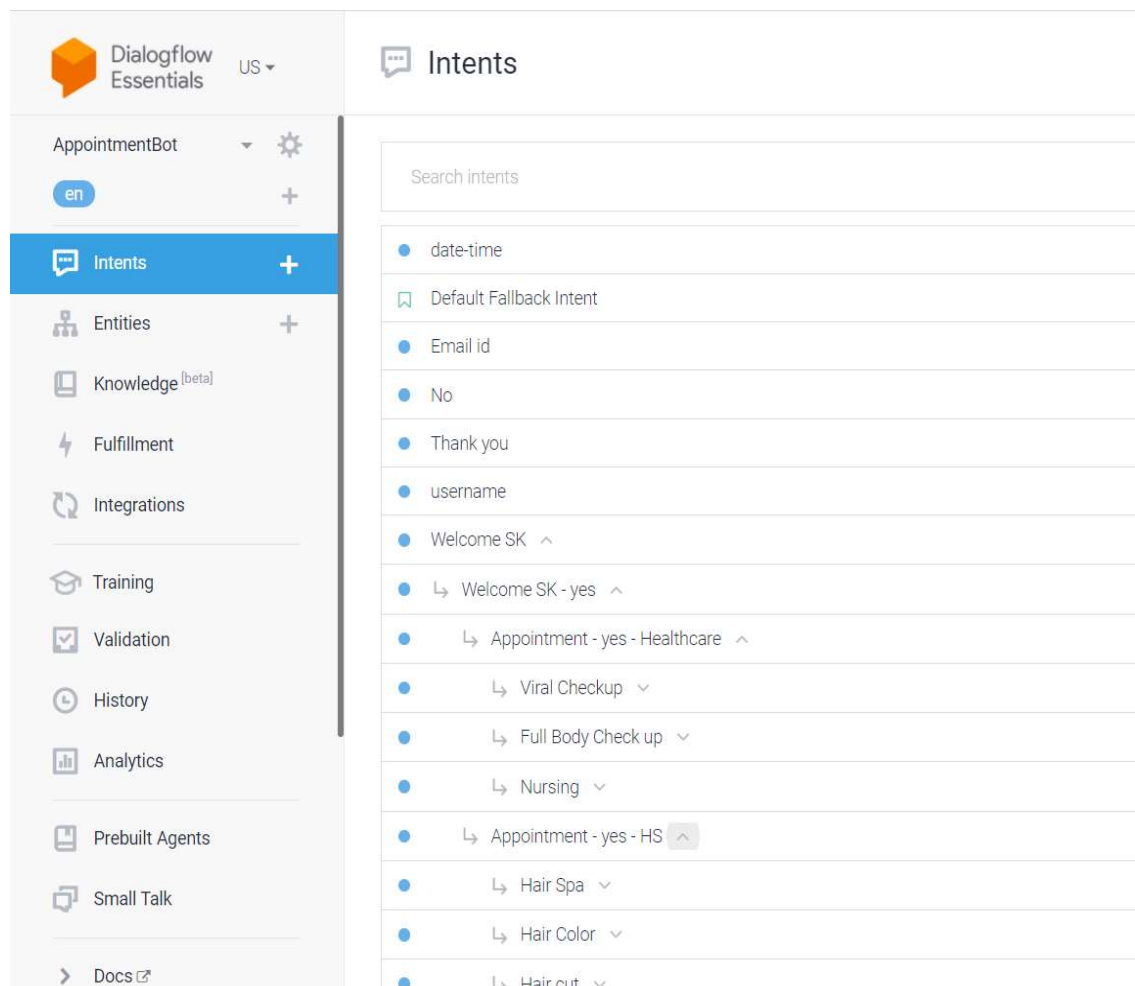 Dialogflow
Essentials
US
Intents
AppointmentBot
en
Search intents
Intents
Entities
Knowledge [beta]
Fulfillment
Integrations
Training
Validation
History
Analytics
Prebuilt Agents
Small Talk
Docs
date-time
Default Fallback Intent
Email id
No
Thank you
username
Welcome SK
Welcome SK - yes
Appointment - yes - Healthcare
Viral Checkup
Full Body Check up
Nursing
Appointment - yes - HS
Hair Spa
Hair Color
Hair cut